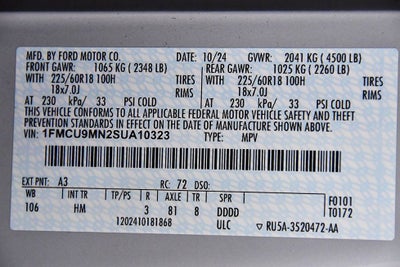 MFD. BY FORD MOTOR CO. DATE: 10/24 GVWR: 2041 KG ( 4500 LB)
FRONT GAWR: 1065 KG ( 2348 LB) REAR GAWR: 1025 KG ( 2260 LB)
WITH 225/60R18 100H TIRES WITH 225/60R18 100H TIRES
18x7.0J RIMS 18x7.0J RIMS
AT 230 kPa/ 33 PSI COLD AT 230 kPa/ 33 PSI COLD
THIS VEHICLE CONFORMS TO ALL APPLICABLE FEDERAL MOTOR VEHICLE SAFETY AND THEFT
PREVENTION STANDARDS IN EFFECT ON THE DATE OF MANUFACTURE SHOWN ABOVE.
VIN: 1FMCU9MN2SUA10323 TYPE: MPV
EXT PNT: A3 RC: 72 DSO:
WB INT TR TP/PS R AXLE TR SPR F0101
106 HM 3 81 8 DDDD T0172
1202410181868 ULC RU5A-3520472-AA